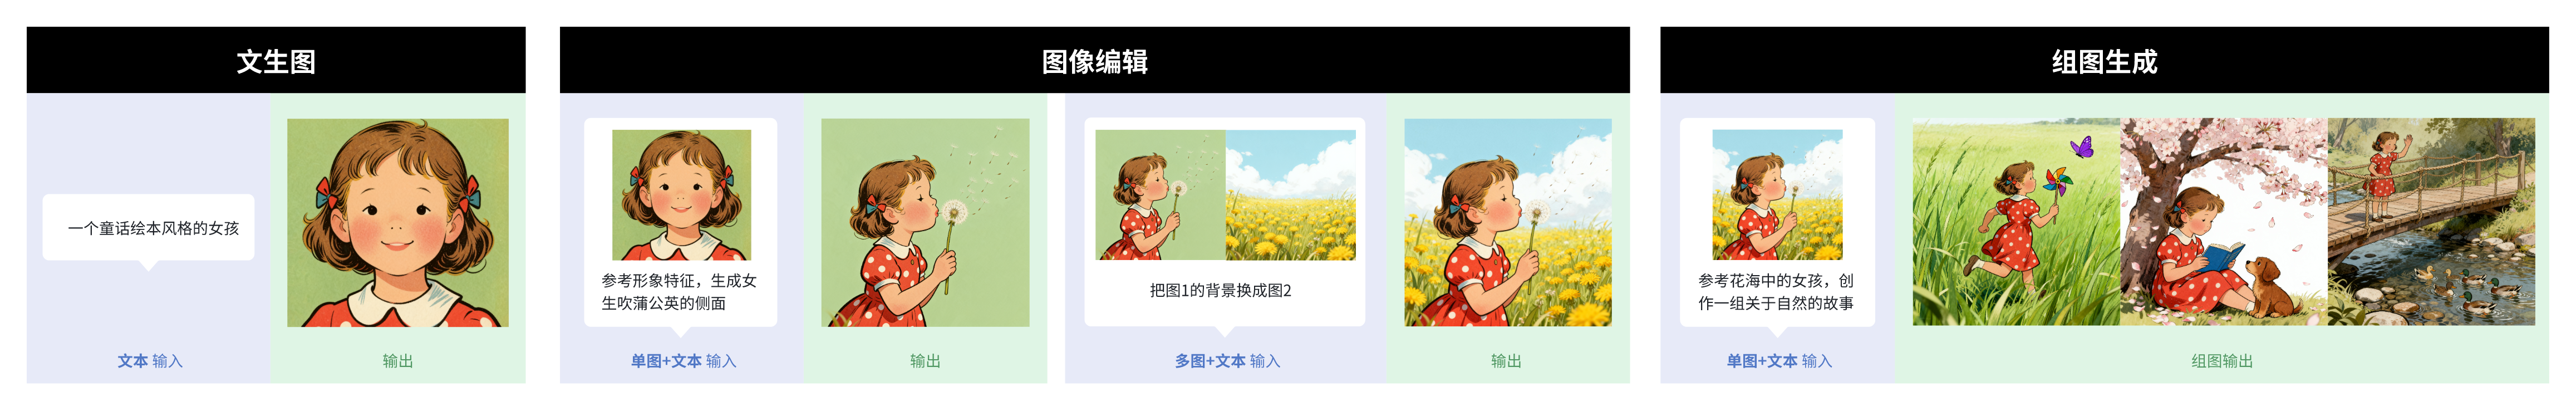 文生图
一个童话绘本风格的女孩
文本 输入
输出
图像编辑
参考形象特征，生成女
生吹蒲公英的侧面
单图+文本 输入
输出
把图1的背景换成图2
多图+文本 输入
输出
组图生成
参考花海中的女孩，创
作一组关于自然的故事
单图+文本 输入
组图输出